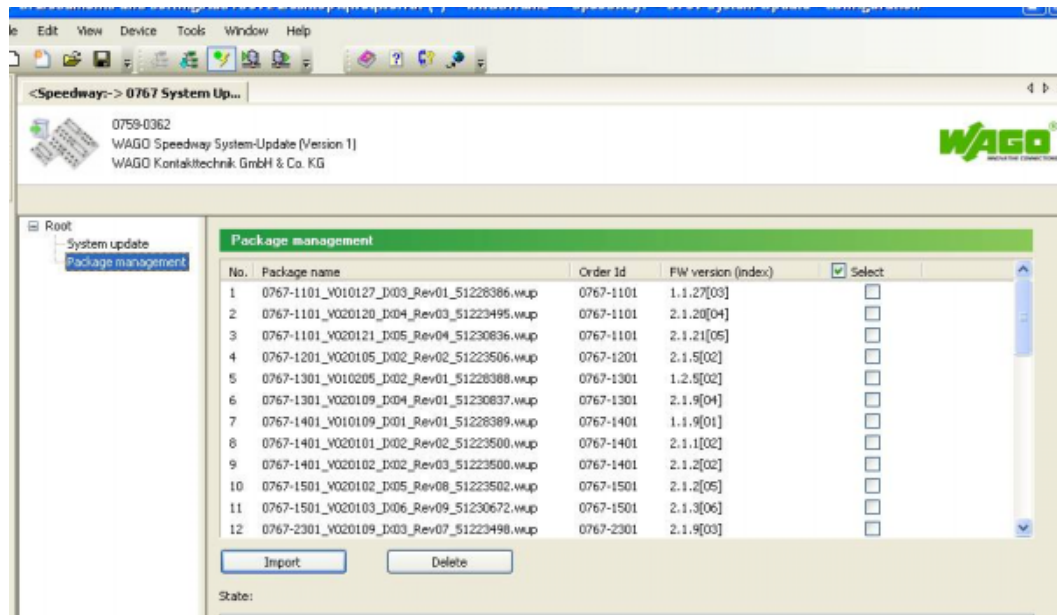 Edit View Device Tools Window Help
<Speedway:-> 0767 System Up...
0759-0362
WAGO Speedway System-Update (Version 1)
WAGO Kontakttechnik GmbH & Co. KG
WAGO
INNOVATIVE CONNECTIONS
Root
System update
Package management
Package management
No. Package name Order Id FW version (index) Select
1 0767-1101_V010127_IX03_Rev01_51228386.wup 0767-1101 1.1.27[03]
2 0767-1101_V020120_IX04_Rev03_51223495.wup 0767-1101 2.1.20[04]
3 0767-1101_V020121_IX05_Rev04_51230836.wup 0767-1101 2.1.21[05]
4 0767-1201_V020105_IX02_Rev02_51223506.wup 0767-1201 2.1.5[02]
5 0767-1301_V010205_IX02_Rev01_51228388.wup 0767-1301 1.2.5[02]
6 0767-1301_V020109_IX04_Rev01_51230837.wup 0767-1301 2.1.9[04]
7 0767-1401_V010109_IX01_Rev01_51228389.wup 0767-1401 1.1.9[01]
8 0767-1401_V020101_IX02_Rev02_51223500.wup 0767-1401 2.1.1[02]
9 0767-1401_V020102_IX02_Rev03_51223500.wup 0767-1401 2.1.2[02]
10 0767-1501_V020102_IX05_Rev08_51223502.wup 0767-1501 2.1.2[05]
11 0767-1501_V020103_IX06_Rev09_51230672.wup 0767-1501 2.1.3[06]
12 0767-2301_V020109_IX03_Rev07_51223498.wup 0767-2301 2.1.9[03]
Import Delete
State: